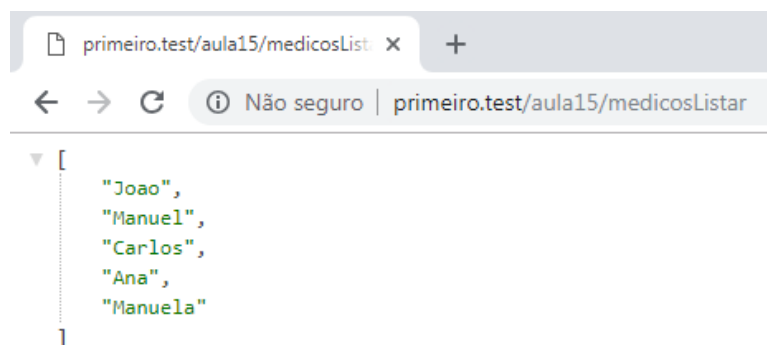 primeiro.test/aula15/medicosList
Não seguro | primeiro.test/aula15/medicosListar
[
"Joao",
"Manuel",
"Carlos",
"Ana",
"Manuela"
]